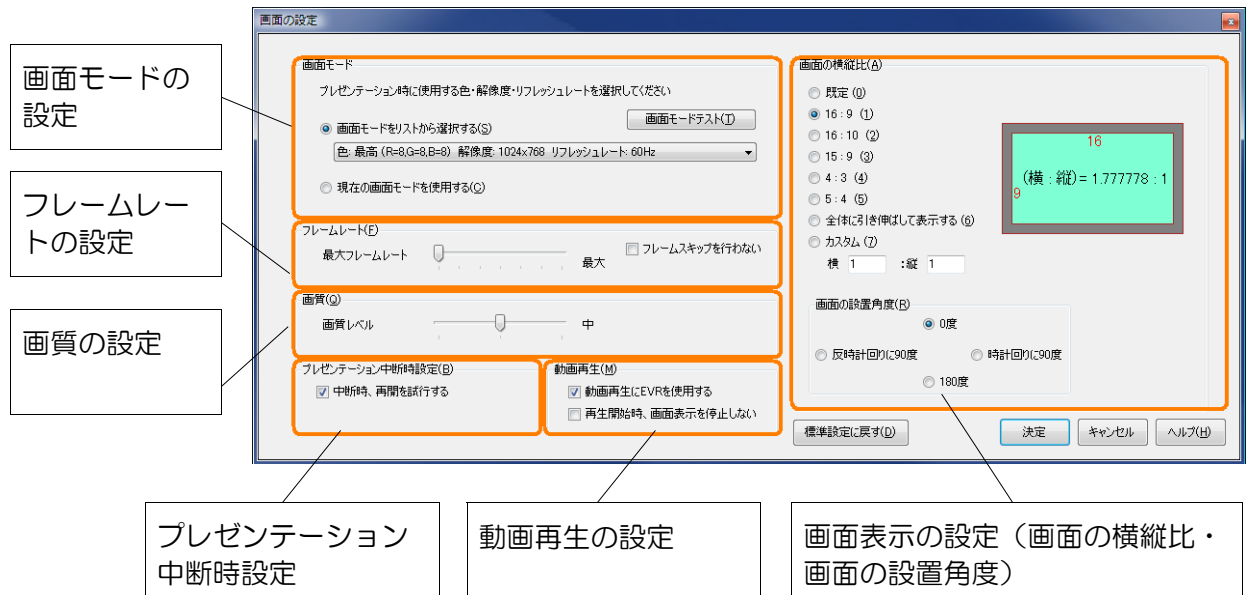 画面の設定
画面モードの
設定
フレームレー
トの設定
画質の設定
画面モード
プレゼンテーション時に使用する色・解像度・リフレッシュレートを選択してください
画面モードをリストから選択する(S)
画面モードテスト(T)
色: 最高 (R=8,G=8,B=8) 解像度: 1024x768 リフレッシュレート: 60Hz
現在の画面モードを使用する(C)
フレームレート(F)
最大フレームレート
最大
フレームスキップを行わない
画質(Q)
画質レベル
中
プレゼンテーション中断時設定(B)
中断時、再開を試行する
動画再生(M)
動画再生にEVRを使用する
再生開始時、画面表示を停止しない
画面の横縦比(A)
既定 (0)
16 : 9 (1)
16 : 10 (2)
15 : 9 (3)
4 : 3 (4)
5 : 4 (5)
全体に引き伸ばして表示する (6)
カスタム (7)
横 1 :縦 1
16
9
(横 : 縦)= 1.777778 : 1
画面の設置角度(R)
0度
反時計回りに90度
時計回りに90度
180度
標準設定に戻す(D)
決定
キャンセル
ヘルプ(H)
プレゼンテーション
中断時設定
動画再生の設定
画面表示の設定（画面の横縦比・
画面の設置角度）